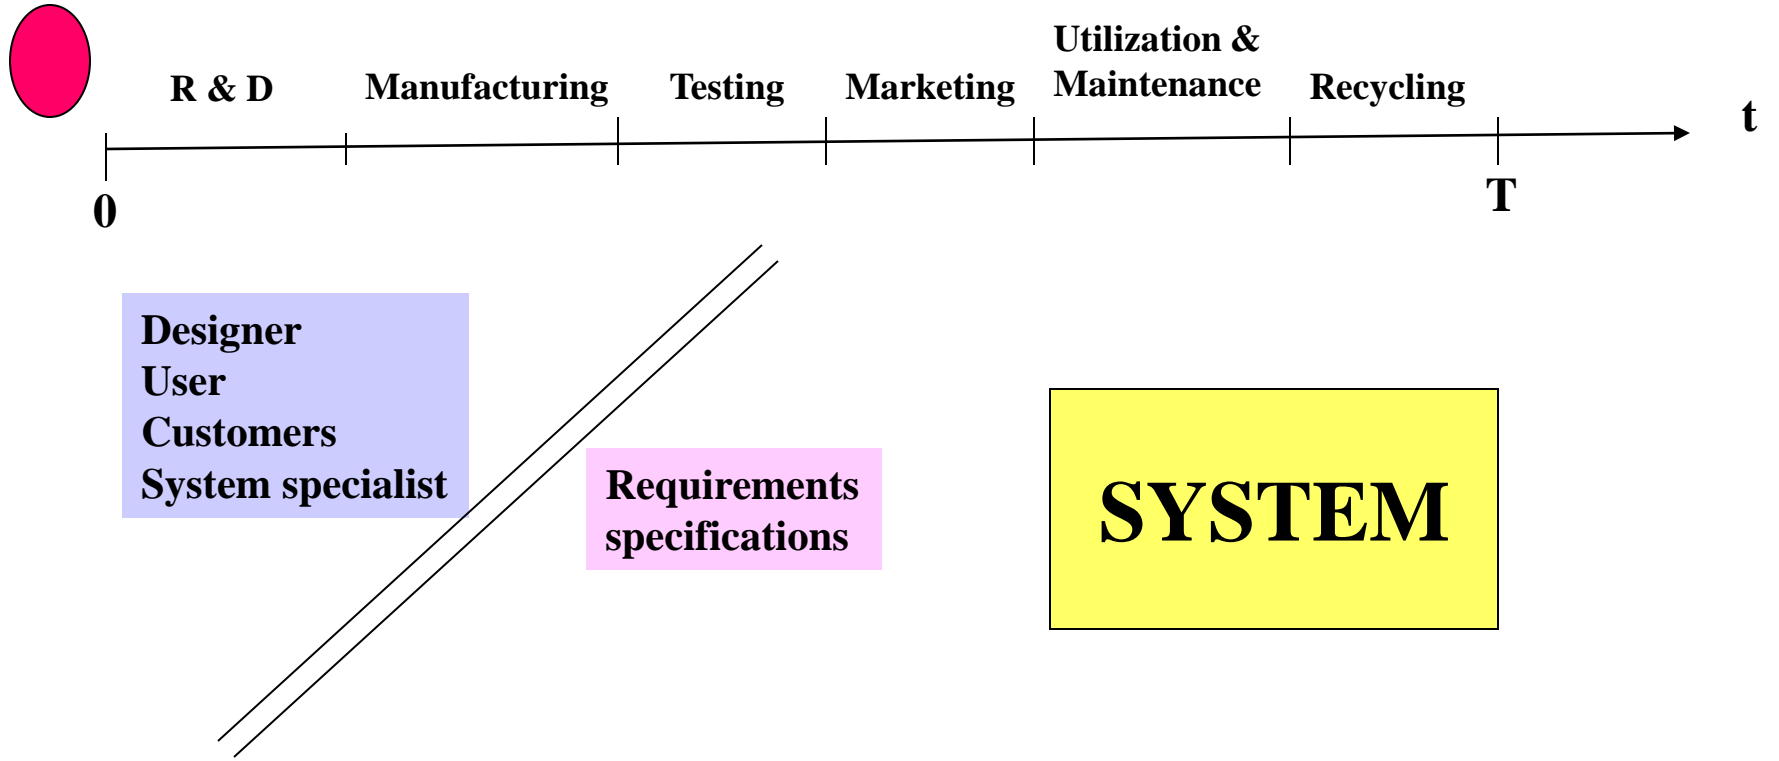 R & D
Manufacturing
Testing
Marketing
Utilization &
Maintenance
Recycling
t
0
T
Designer
User
Customers
System specialist
Requirements
specifications
SYSTEM